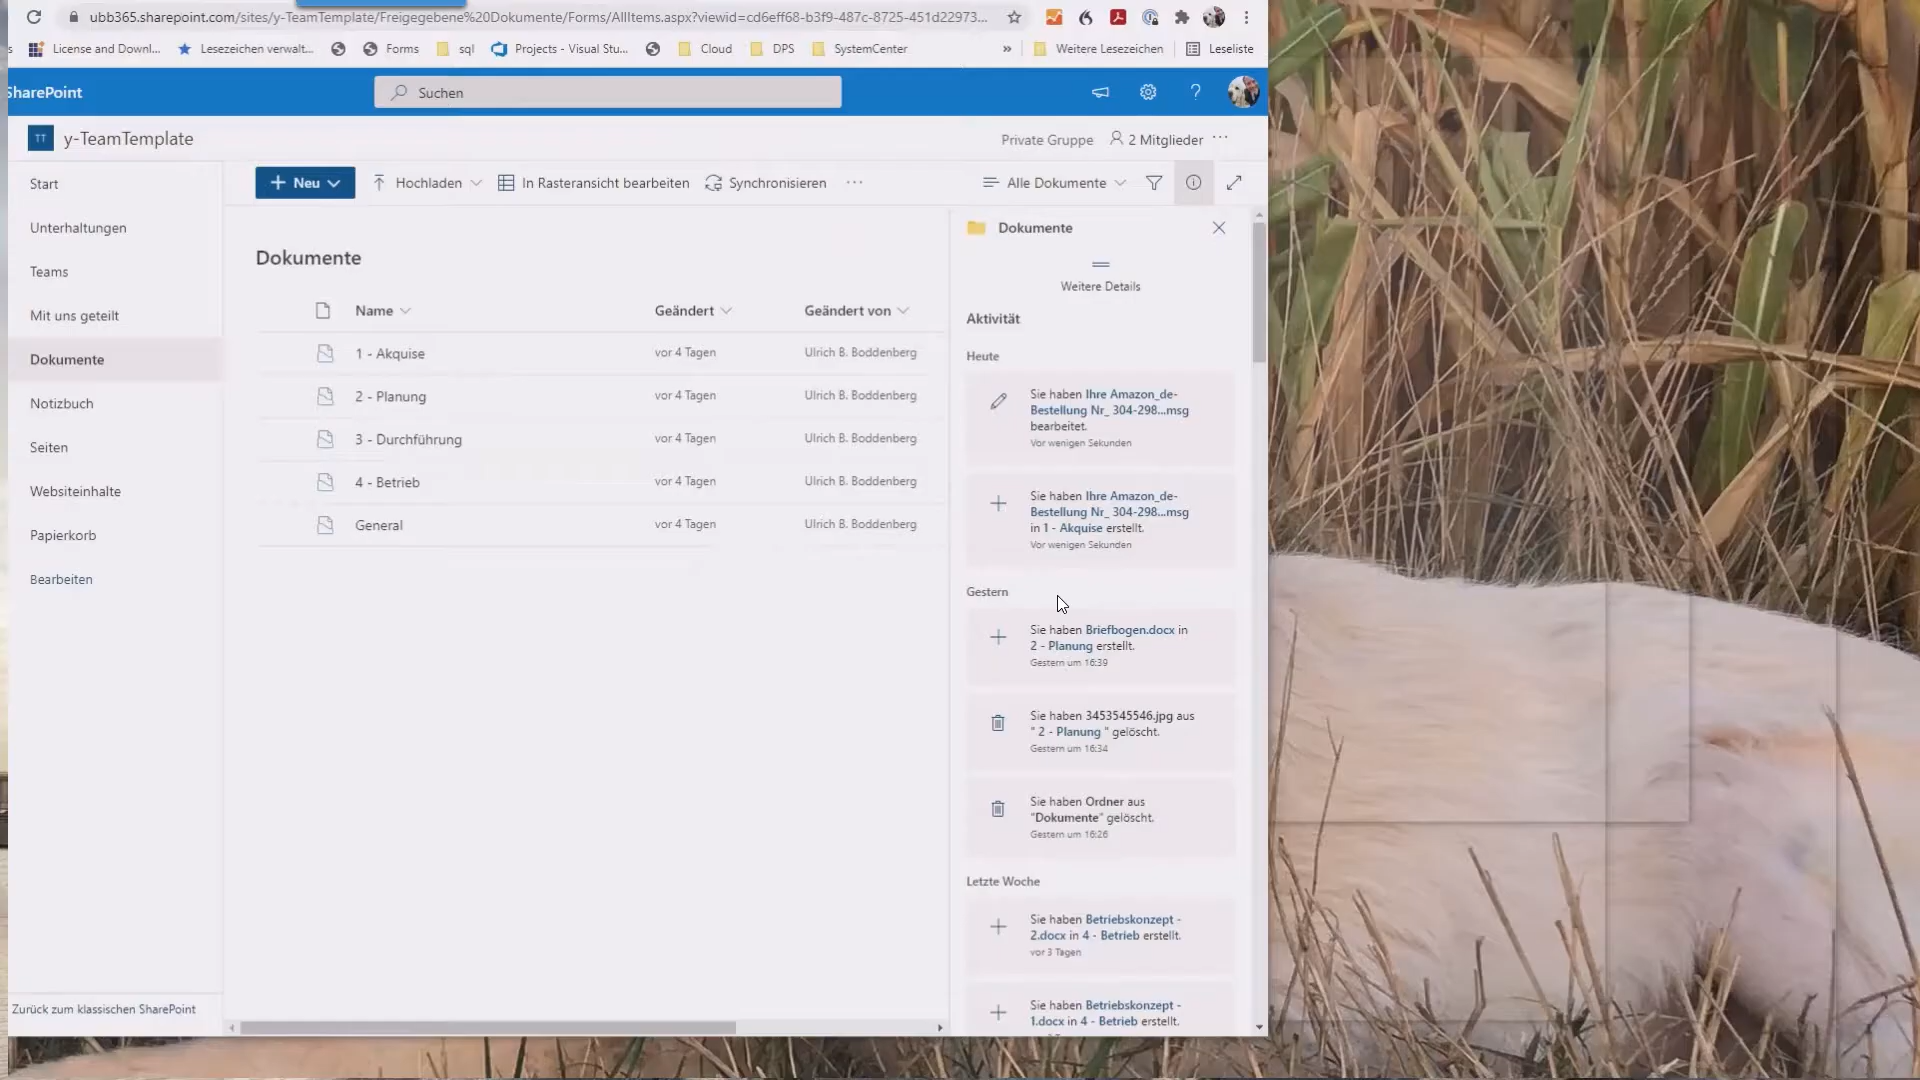 ubb365.sharepoint.com/sites/y-TeamTemplate/Freigegebene%20Dokumente/Forms/AllItems.aspx?viewid=cd6eff68-b3f9-487c-8725-451d22973...
s License and Downl... Lesezeichen verwalt... Forms sql Projects - Visual Stu... Cloud DPS SystemCenter » Weitere Lesezeichen Leseliste
SharePoint
Suchen
?
TT y-TeamTemplate
Private Gruppe 2 Mitglieder ...
Start
Unterhaltungen
Teams
Mit uns geteilt
Dokumente
Notizbuch
Seiten
Websiteinhalte
Papierkorb
Bearbeiten
Zurück zum klassischen SharePoint
+ Neu Hochladen In Rasteransicht bearbeiten Synchronisieren ... Alle Dokumente
Dokumente
Name Geändert Geändert von
1 - Akquise vor 4 Tagen Ulrich B. Boddenberg
2 - Planung vor 4 Tagen Ulrich B. Boddenberg
3 - Durchführung vor 4 Tagen Ulrich B. Boddenberg
4 - Betrieb vor 4 Tagen Ulrich B. Boddenberg
General vor 4 Tagen Ulrich B. Boddenberg
Dokumente
Weitere Details
Aktivität
Heute
Sie haben Ihre Amazon_de-
Bestellung Nr_ 304-298...msg
bearbeitet.
Vor wenigen Sekunden
Sie haben Ihre Amazon_de-
Bestellung Nr_ 304-298...msg
in 1 - Akquise erstellt.
Vor wenigen Sekunden
Gestern
Sie haben Briefbogen.docx in
2 - Planung erstellt.
Gestern um 16:39
Sie haben 3453545546.jpg aus
" 2 - Planung " gelöscht.
Gestern um 16:34
Sie haben Ordner aus
"Dokumente" gelöscht.
Gestern um 16:26
Letzte Woche
Sie haben Betriebskonzept -
2.docx in 4 - Betrieb erstellt.
vor 3 Tagen
Sie haben Betriebskonzept -
1.docx in 4 - Betrieb erstellt.